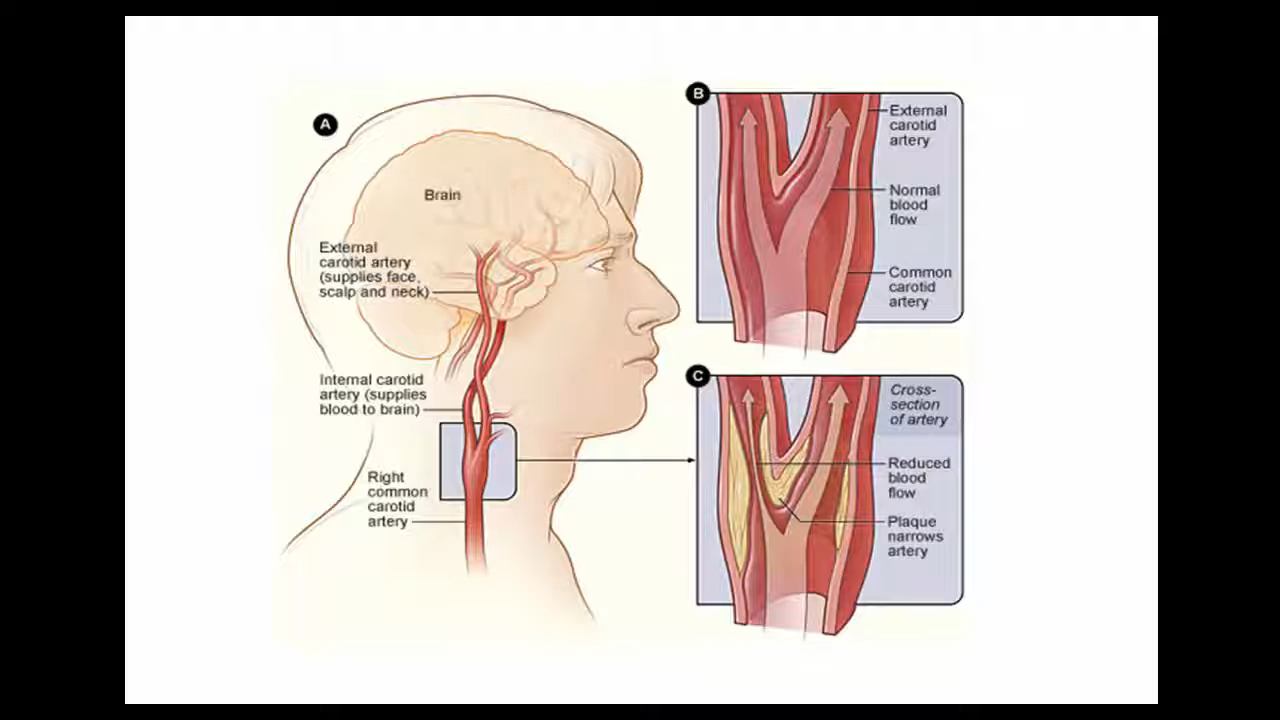 A
Brain
External
carotid artery
(supplies face,
scalp and neck)
Internal carotid
artery (supplies
blood to brain)
Right
common
carotid
artery
B
External
carotid
artery
Normal
blood
flow
Common
carotid
artery
C
Cross-
section
of artery
Reduced
blood
flow
Plaque
narrows
artery